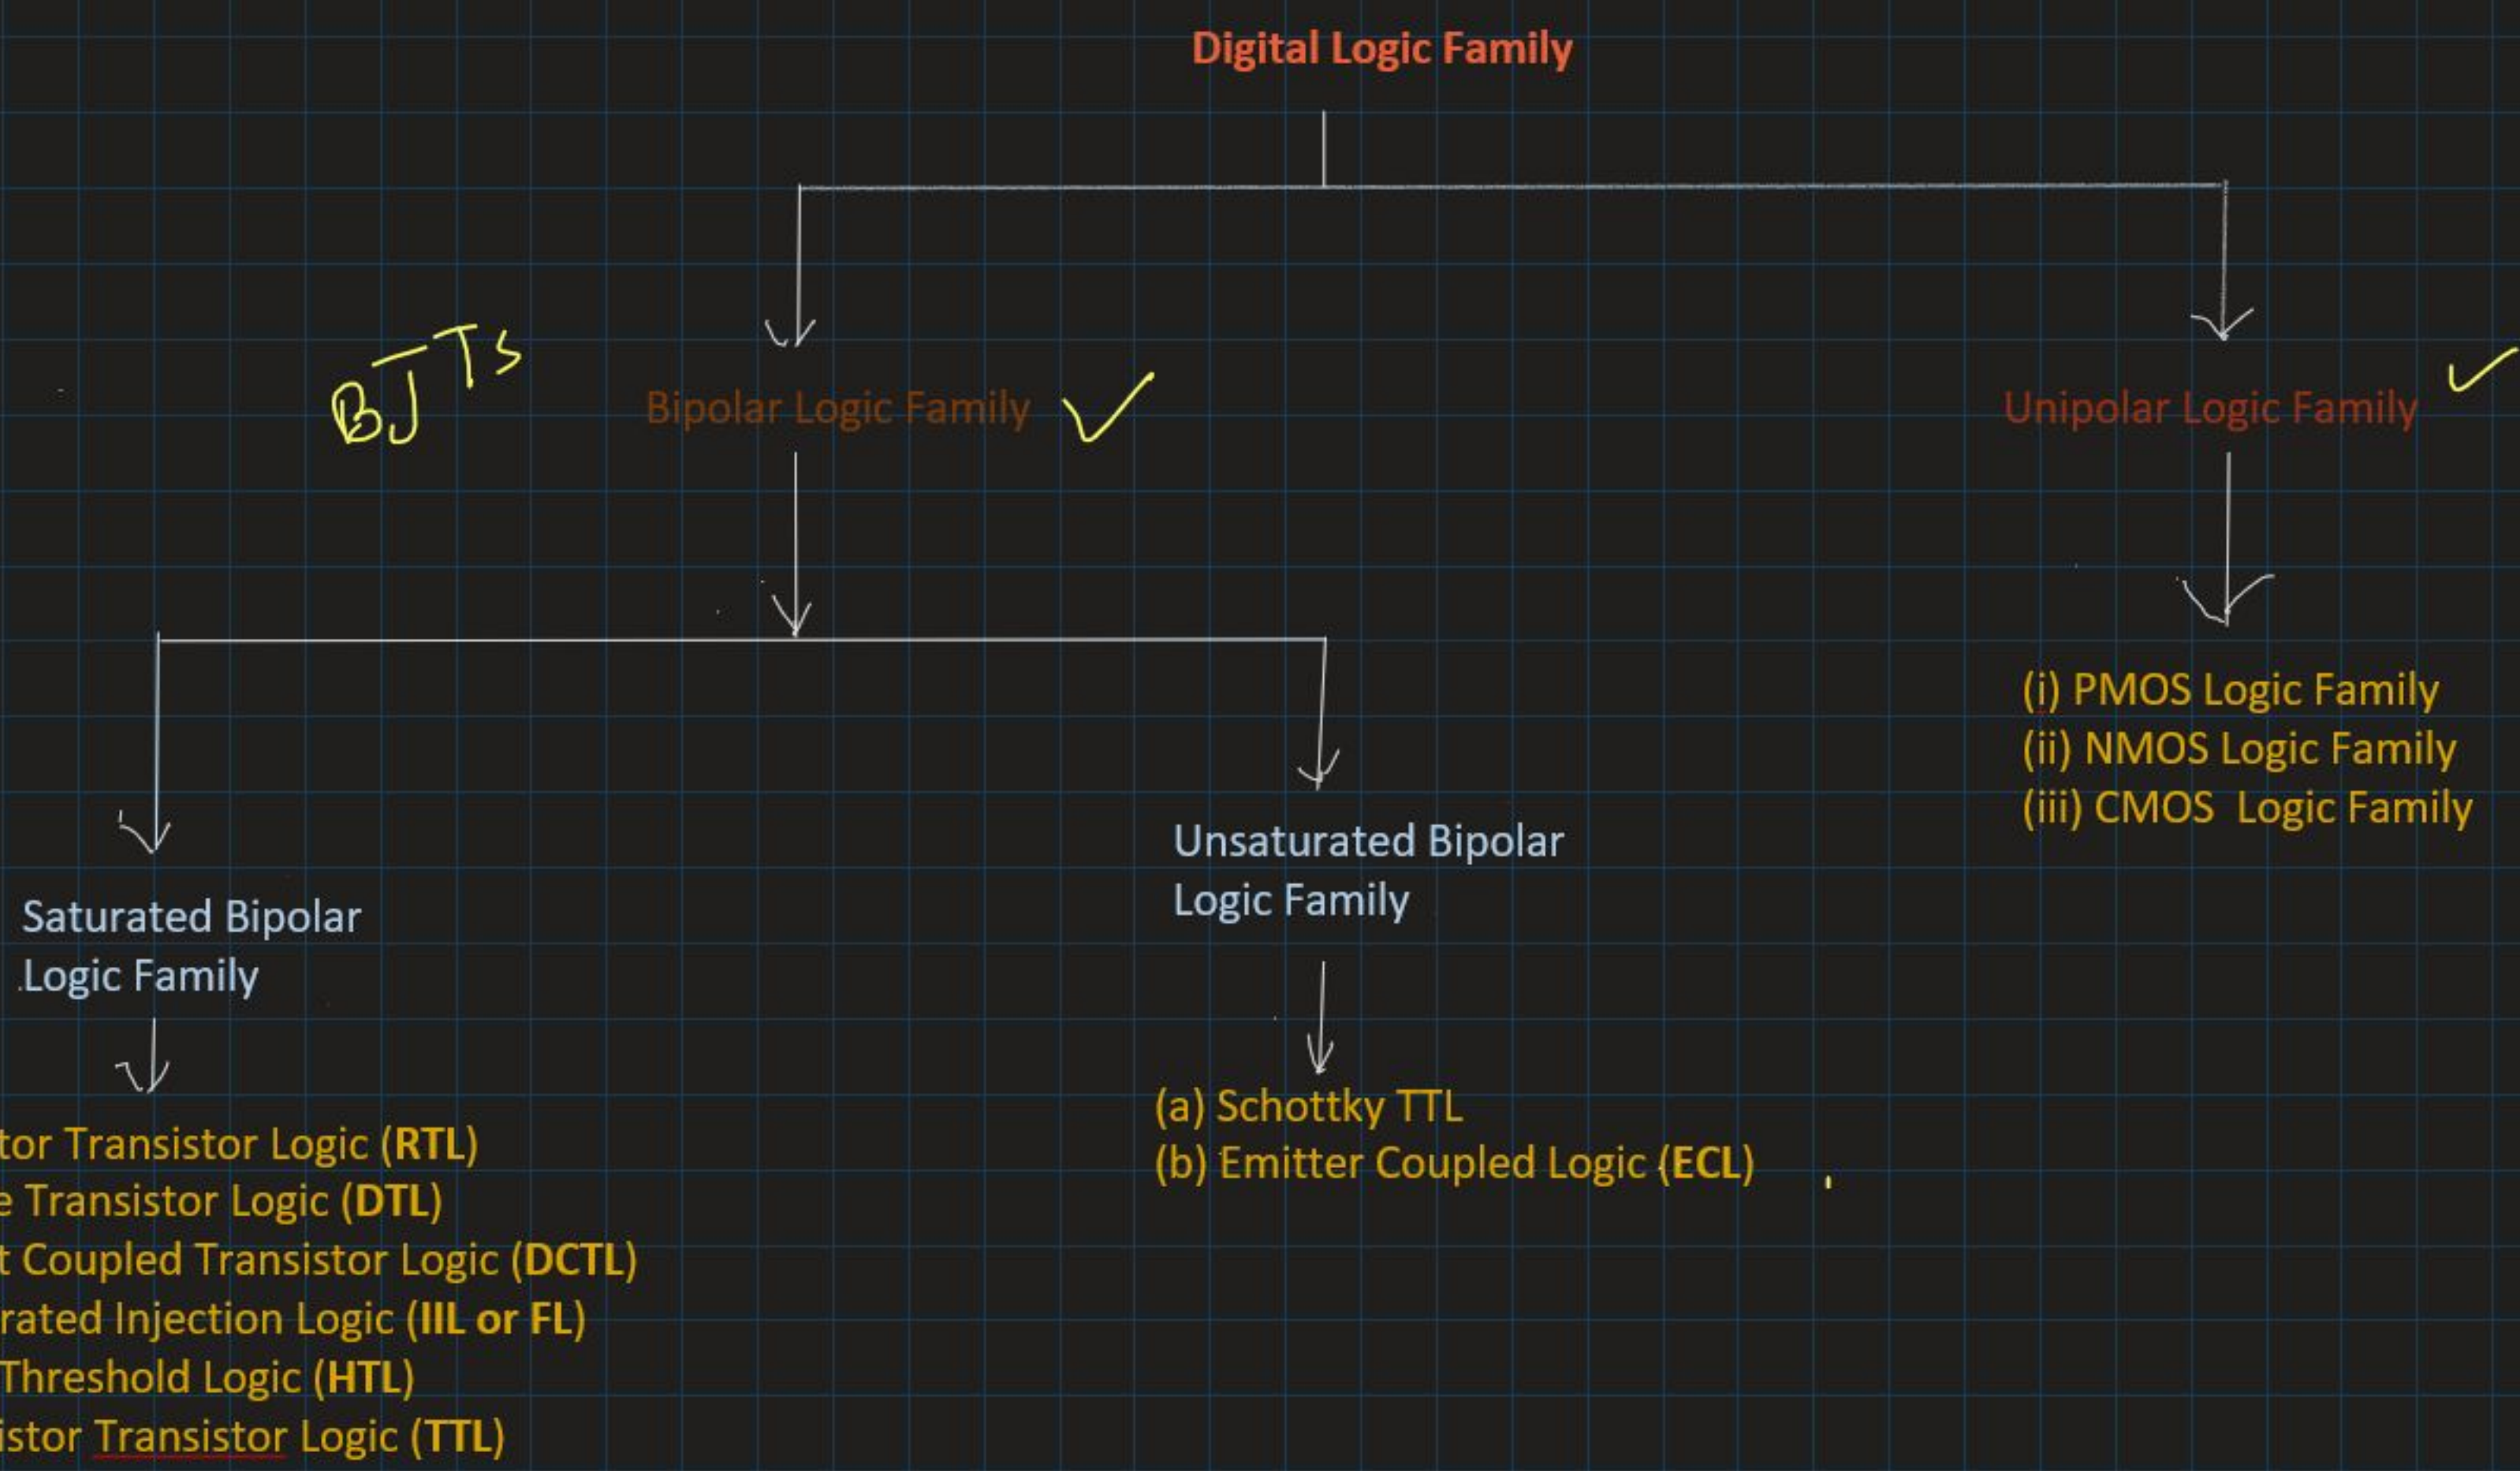 Digital Logic Family
BJTs
Bipolar Logic Family
Unipolar Logic Family
(i) PMOS Logic Family
(ii) NMOS Logic Family
(iii) CMOS Logic Family
Unsaturated Bipolar
Logic Family
Saturated Bipolar
.Logic Family
(a) Schottky TTL
(b) Emitter Coupled Logic (ECL)
tor Transistor Logic (RTL)
e Transistor Logic (DTL)
t Coupled Transistor Logic (DCTL)
rated Injection Logic (IIL or FL)
Threshold Logic (HTL)
istor Transistor Logic (TTL)